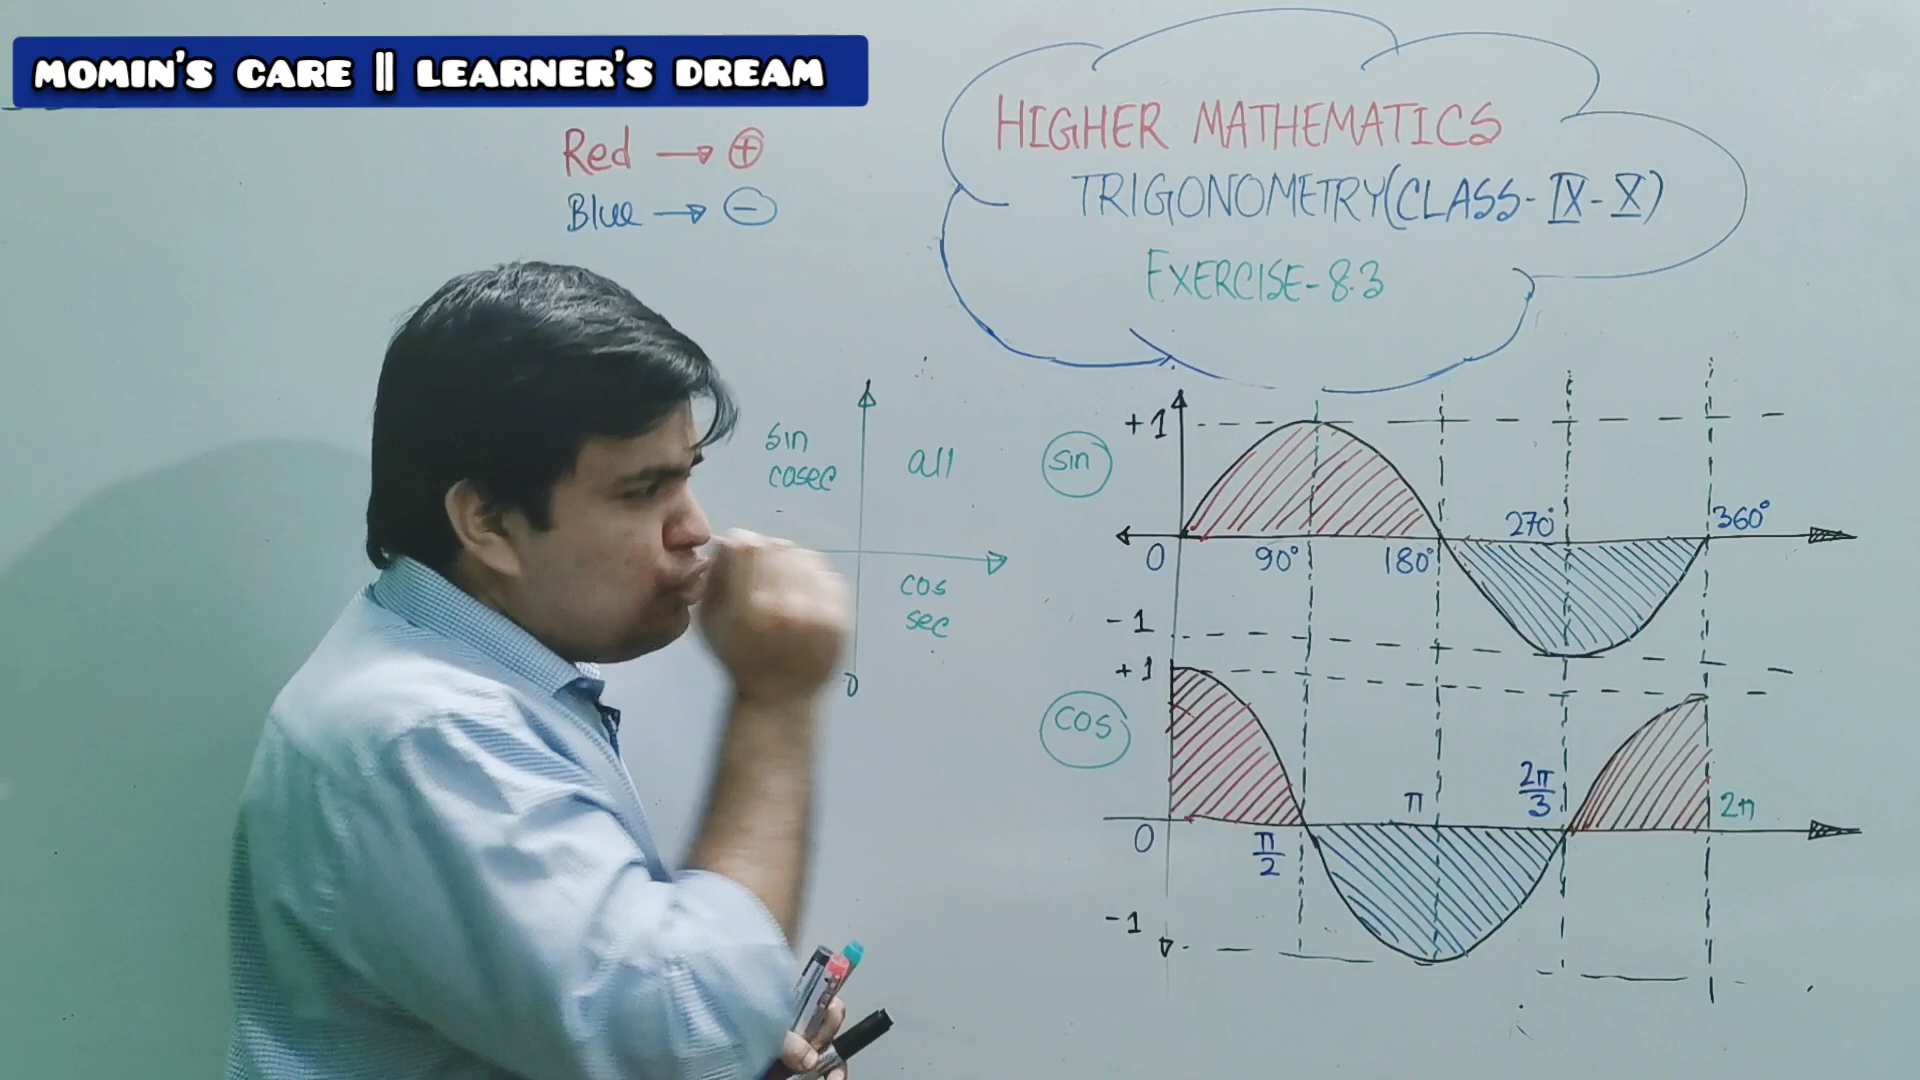 MOMIN'S CARE || LEARNER'S DREAM
Red → ⊕
Blue → ⊖
HIGHER MATHEMATICS
TRIGONOMETRY(CLASS-IX-X)
EXERCISE-8.3
sin
cosec
all
cos
sec
sin
+1
0
90°
180°
270°
360°
-1
cos
+1
0
π/2
π
2π/3
2π
-1